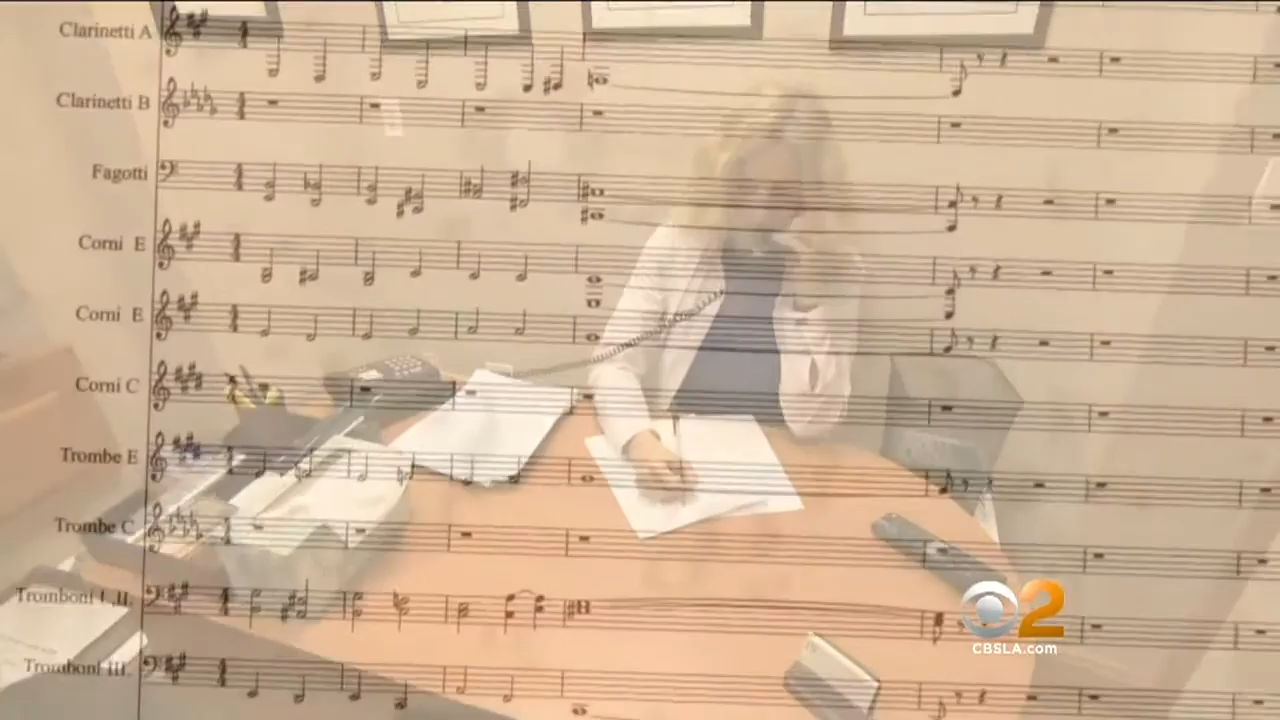 Clarinetti A
Clarinetti B
Fagotti
Corni E
Corni E
Corni C
Trombe E
Trombe C
Tromboni I, II
Tromboni III.
2
CBSLA.com